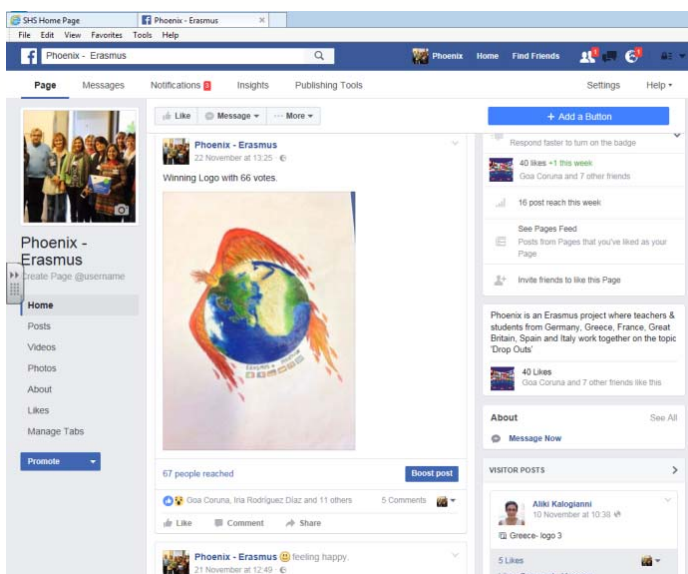 SHS Home Page
Phoenix - Erasmus
File Edit View Favorites Tools Help
Phoenix - Erasmus
Phoenix Home Find Friends
Page Messages Notifications Insights Publishing Tools Settings Help
Like Message More
+ Add a Button
Phoenix - Erasmus
22 November at 13:25
Winning Logo with 66 votes.
ERASMUS +
67 people reached
Boost post
Goa Coruna, Ina Rodriguez Diaz and 11 others
5 Comments
Like Comment Share
Phoenix - Erasmus feeling happy.
21 November at 12:49
Phoenix -
Erasmus
Create Page @username
Home
Posts
Videos
Photos
About
Likes
Manage Tabs
Promote
Respond faster to turn on the badge
40 likes +1 this week
Goa Coruna and 7 other friends
16 post reach this week
See Pages Feed
Posts from Pages that you've liked as your
Page
Invite friends to like this Page
Phoenix is an Erasmus project where teachers &
students from Germany, Greece, France, Great
Britain, Spain and Italy work together on the topic
'Drop Outs'
40 Likes
Goa Coruna and 7 other friends like this
About See All
Message Now
VISITOR POSTS
Aliki Kalogianni
10 November at 10:38
Greece- logo 3
5 Likes